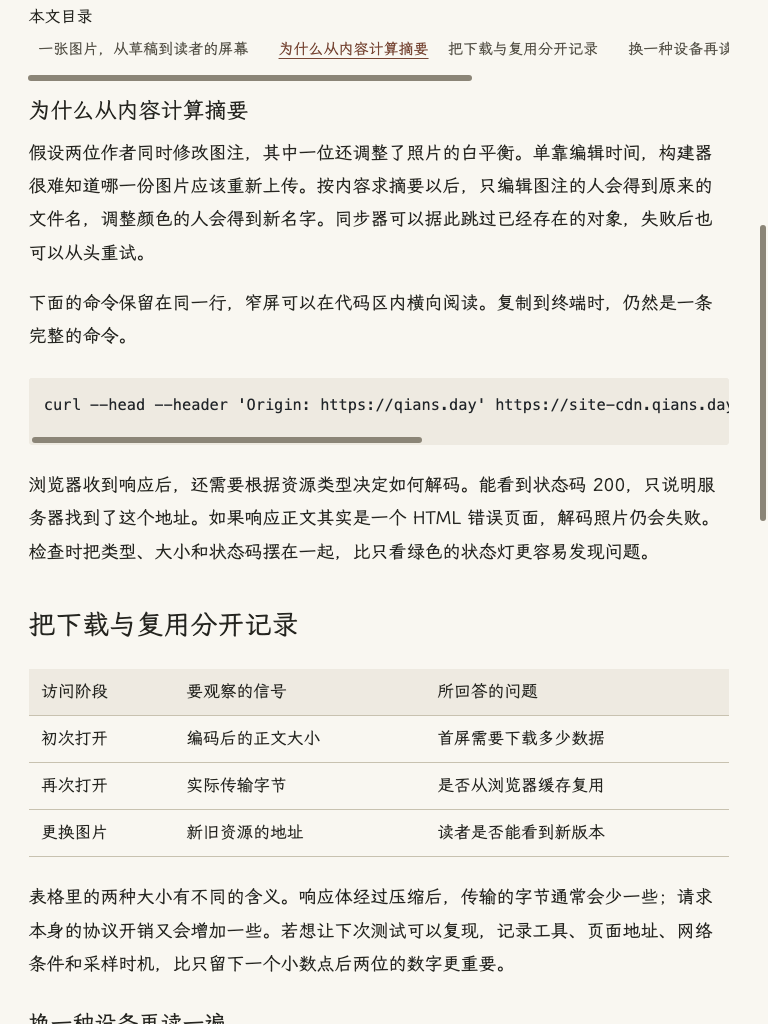 本文目录
一张图片，从草稿到读者的屏幕 为什么从内容计算摘要 把下载与复用分开记录 换一种设备再读
为什么从内容计算摘要
假设两位作者同时修改图注，其中一位还调整了照片的白平衡。单靠编辑时间，构建器
很难知道哪一份图片应该重新上传。按内容求摘要以后，只编辑图注的人会得到原来的
文件名，调整颜色的人会得到新名字。同步器可以据此跳过已经存在的对象，失败后也
可以从头重试。
下面的命令保留在同一行，窄屏可以在代码区内横向阅读。复制到终端时，仍然是一条
完整的命令。
curl --head --header 'Origin: https://qians.day' https://site-cdn.qians.day
浏览器收到响应后，还需要根据资源类型决定如何解码。能看到状态码 200，只说明服
务器找到了这个地址。如果响应正文其实是一个 HTML 错误页面，解码照片仍会失败。
检查时把类型、大小和状态码摆在一起，比只看绿色的状态灯更容易发现问题。
把下载与复用分开记录
访问阶段 要观察的信号 所回答的问题
初次打开 编码后的正文大小 首屏需要下载多少数据
再次打开 实际传输字节 是否从浏览器缓存复用
更换图片 新旧资源的地址 读者是否能看到新版本
表格里的两种大小有不同的含义。响应体经过压缩后，传输的字节通常会少一些；请求
本身的协议开销又会增加一些。若想让下次测试可以复现，记录工具、页面地址、网络
条件和采样时机，比只留下一个小数点后两位的数字更重要。
换一种设备再读一遍